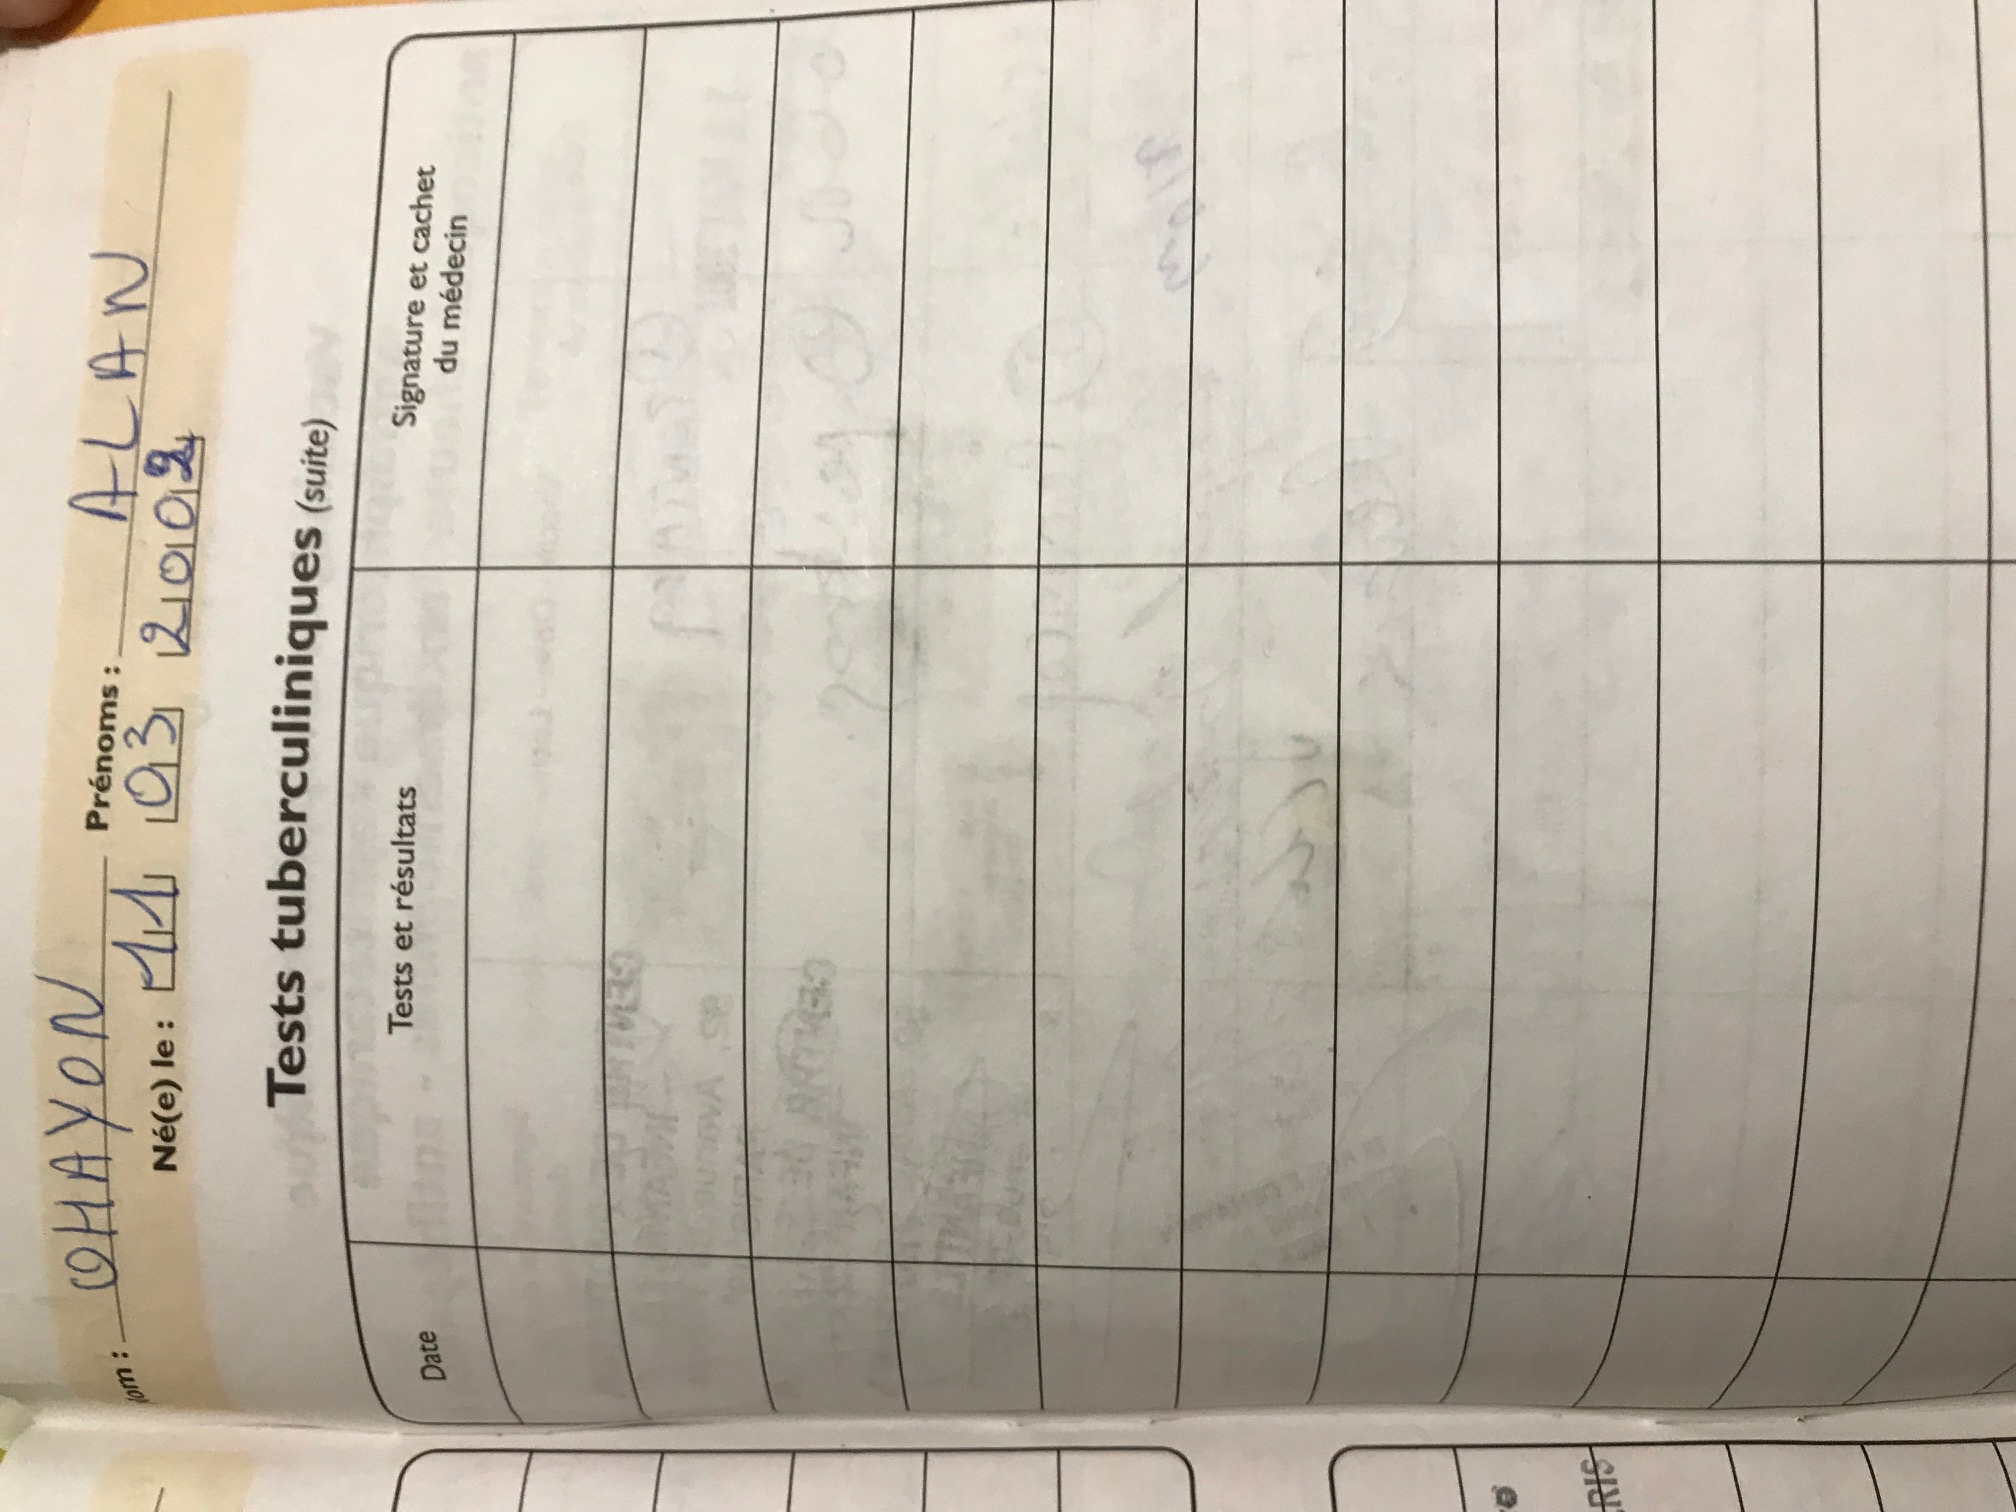 Nom : OHAYON Prénoms : ALAN
Né(e) le : 11 03 2002
Tests tuberculiniques (suite)
Date
Tests et résultats
Signature et cachet
du médecin